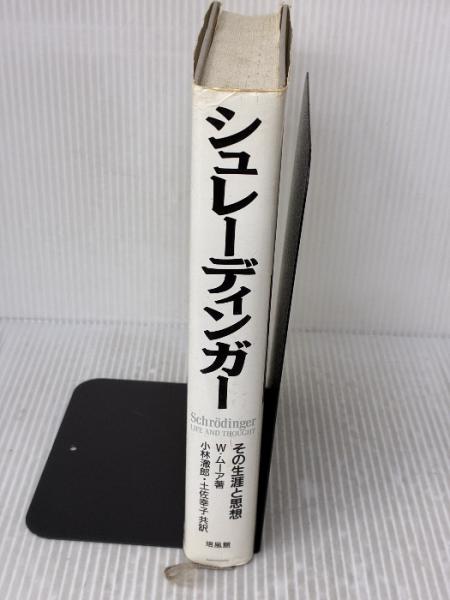 シュレーディンガー
Schrödinger
LIFE AND THOUGHT
その生涯と思想
W・ムーア著
小林澈郎・土佐幸子 共訳
培風館